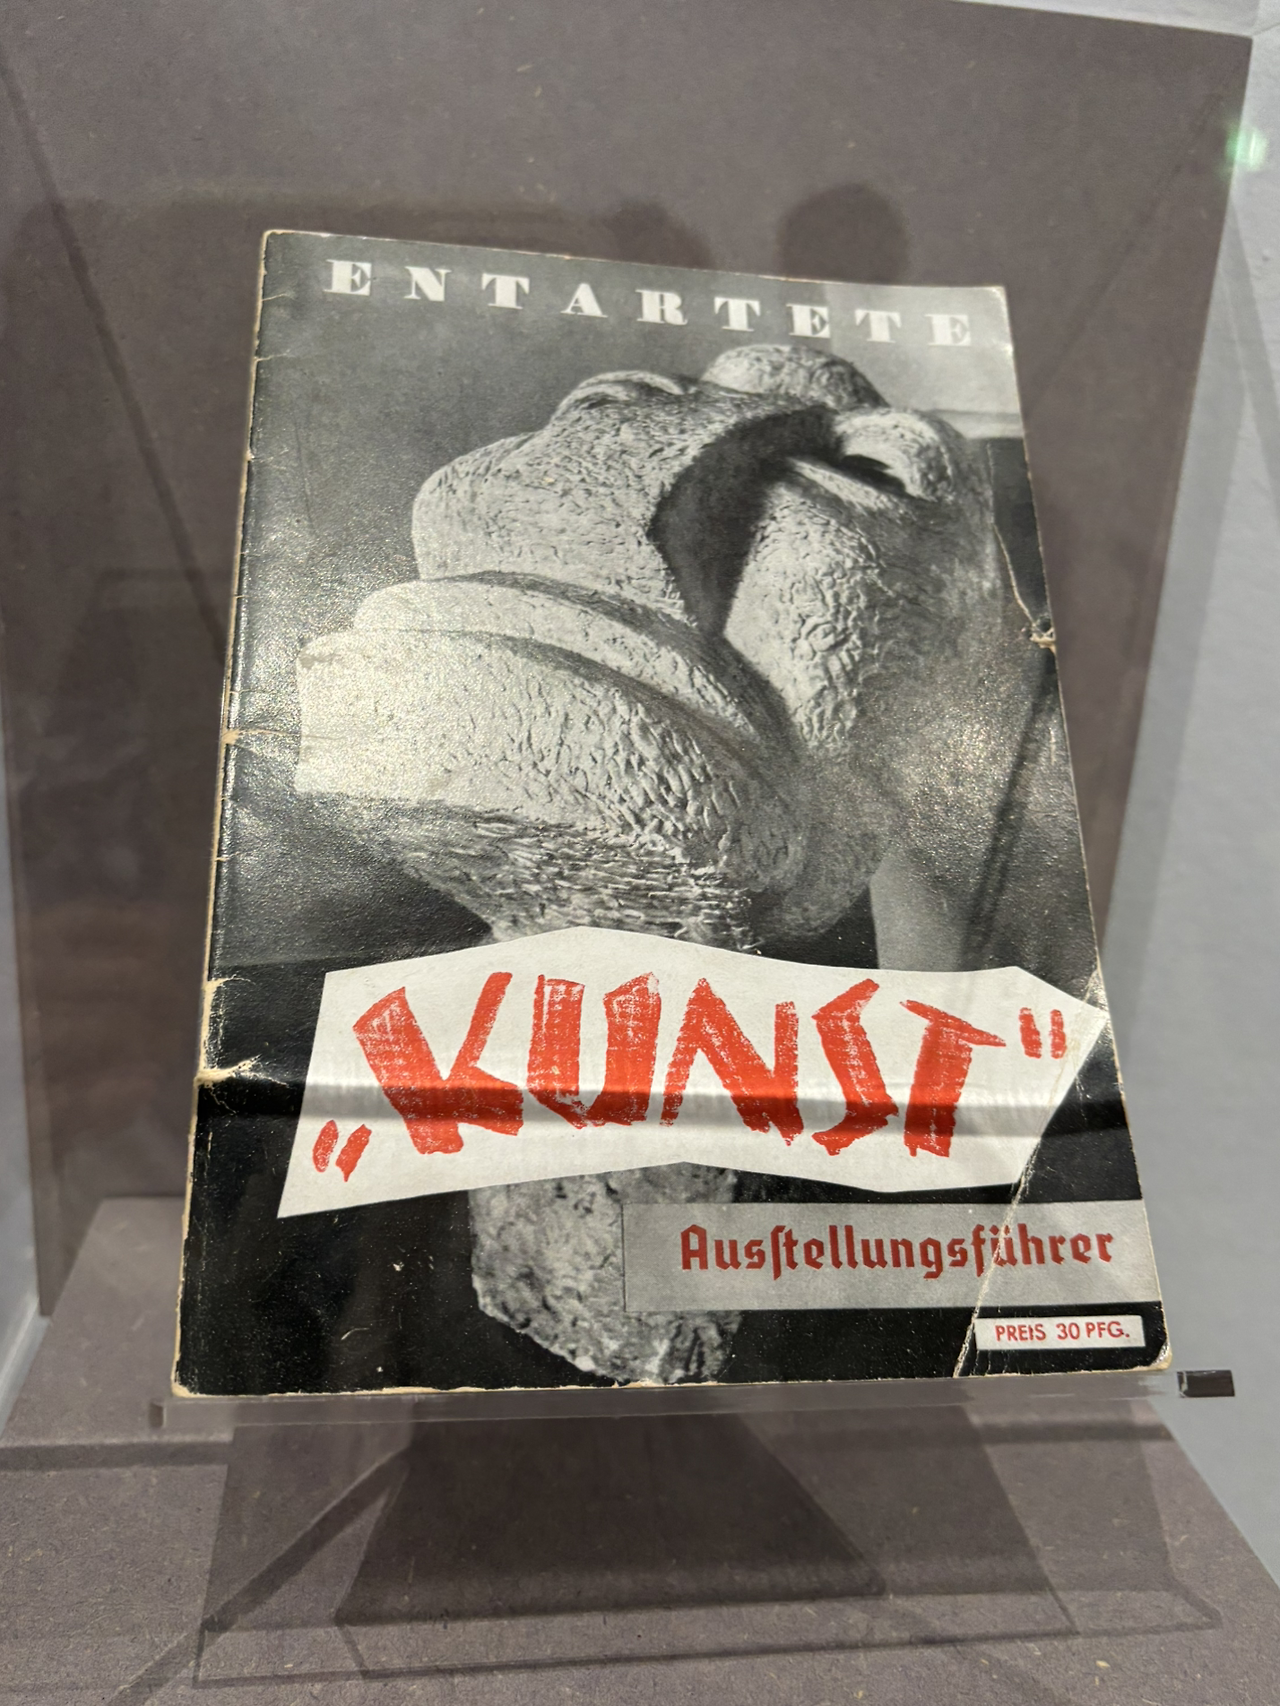 ENTARTETE
„KUNST"
Ausſtellungsführer
PREIS 30 PFG.